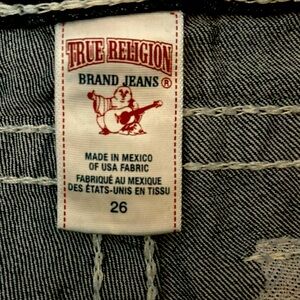 TRUE RELIGION
BRAND JEANS ®
MADE IN MEXICO
OF USA FABRIC
FABRIQUÉ AU MEXIQUE
DES ÉTATS-UNIS EN TISSU
26